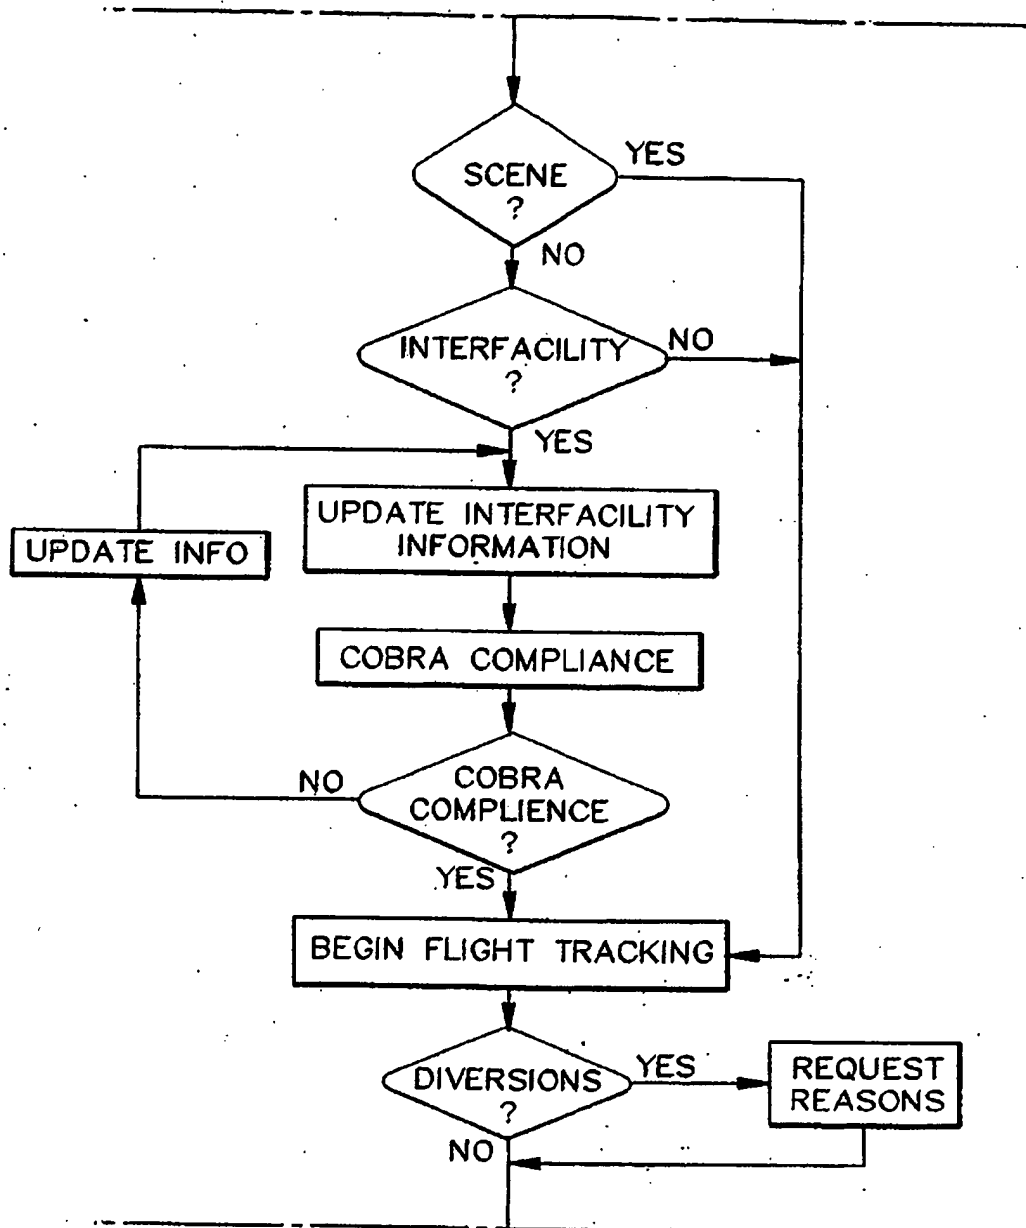 SCENE
?
YES
NO
INTERFACILITY
?
NO
YES
UPDATE INTERFACILITY
INFORMATION
UPDATE INFO
COBRA COMPLIANCE
COBRA
COMPLIENCE
?
NO
YES
BEGIN FLIGHT TRACKING
DIVERSIONS
?
YES
REQUEST
REASONS
NO